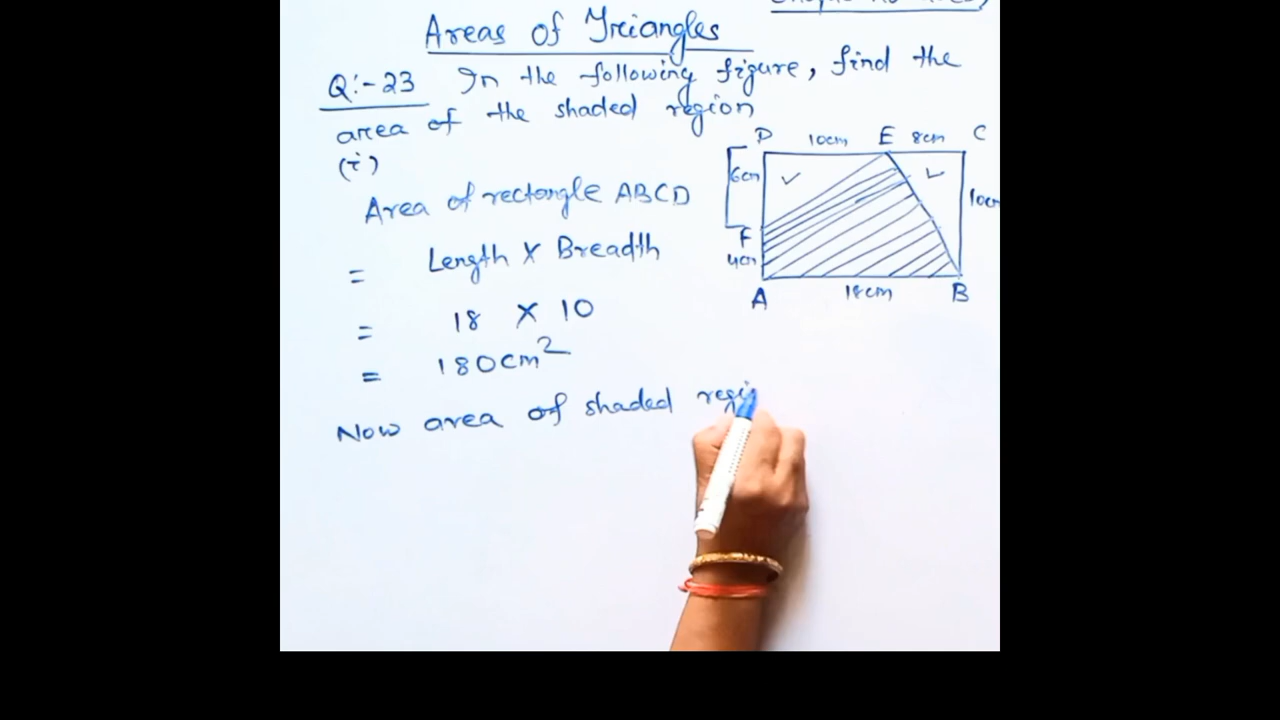 Areas of Triangles
Q:-23 In the following figure, find the
area of the shaded region
(i)
D 10cm E 8cm C
6cm
10cm
F
4cm
A 18cm B
Area of rectangle ABCD
= Length X Breadth
= 18 X 10
= 180cm²
Now area of shaded regi